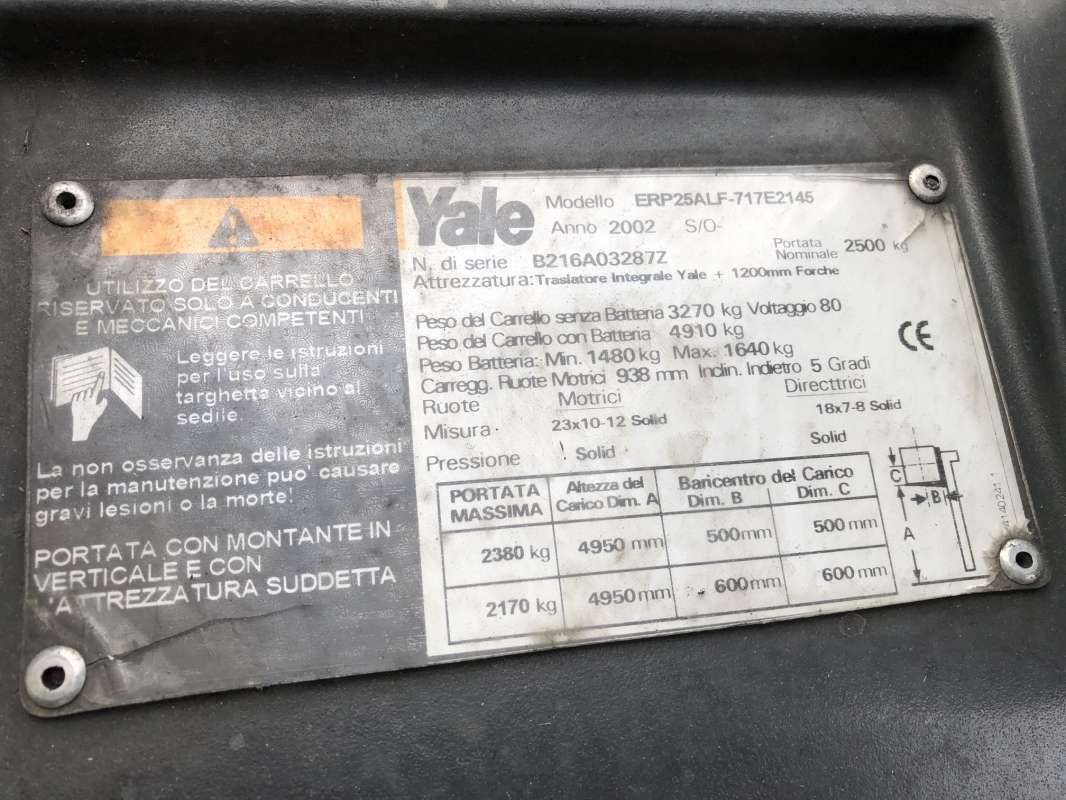 UTILIZZO DEL CARRELLO
RISERVATO SOLO A CONDUCENTI
E MECCANICI COMPETENTI
Leggere le istruzioni
per l'uso sulla
targhetta vicino al
sedile.
La non osservanza delle istruzioni
per la manutenzione puo' causare
gravi lesioni o la morte!
PORTATA CON MONTANTE IN
VERTICALE E CON
L'ATTREZZATURA SUDDETTA
Yale Modello ERP25ALF-717E2145
Anno 2002 S/O-
N. di serie B216A03287Z Portata Nominale 2500 kg
Attrezzatura: Traslatore Integrale Yale + 1200mm Forche
Peso del Carrello senza Batteria 3270 kg Voltaggio 80
Peso del Carrello con Batteria 4910 kg
Peso Batteria: Min. 1480 kg Max. 1640 kg
Carregg. Ruote Motrici 938 mm Inclin. Indietro 5 Gradi
Ruote Motrici Directtrici
Misura 23x10-12 Solid 18x7-8 Solid
Pressione Solid Solid
CE
PORTATA MASSIMA Altezza del Carico Dim. A Baricentro del Carico
Dim. B Dim. C
2380 kg 4950 mm 500mm 500mm
2170 kg 4950 mm 600mm 600mm
C
B
A